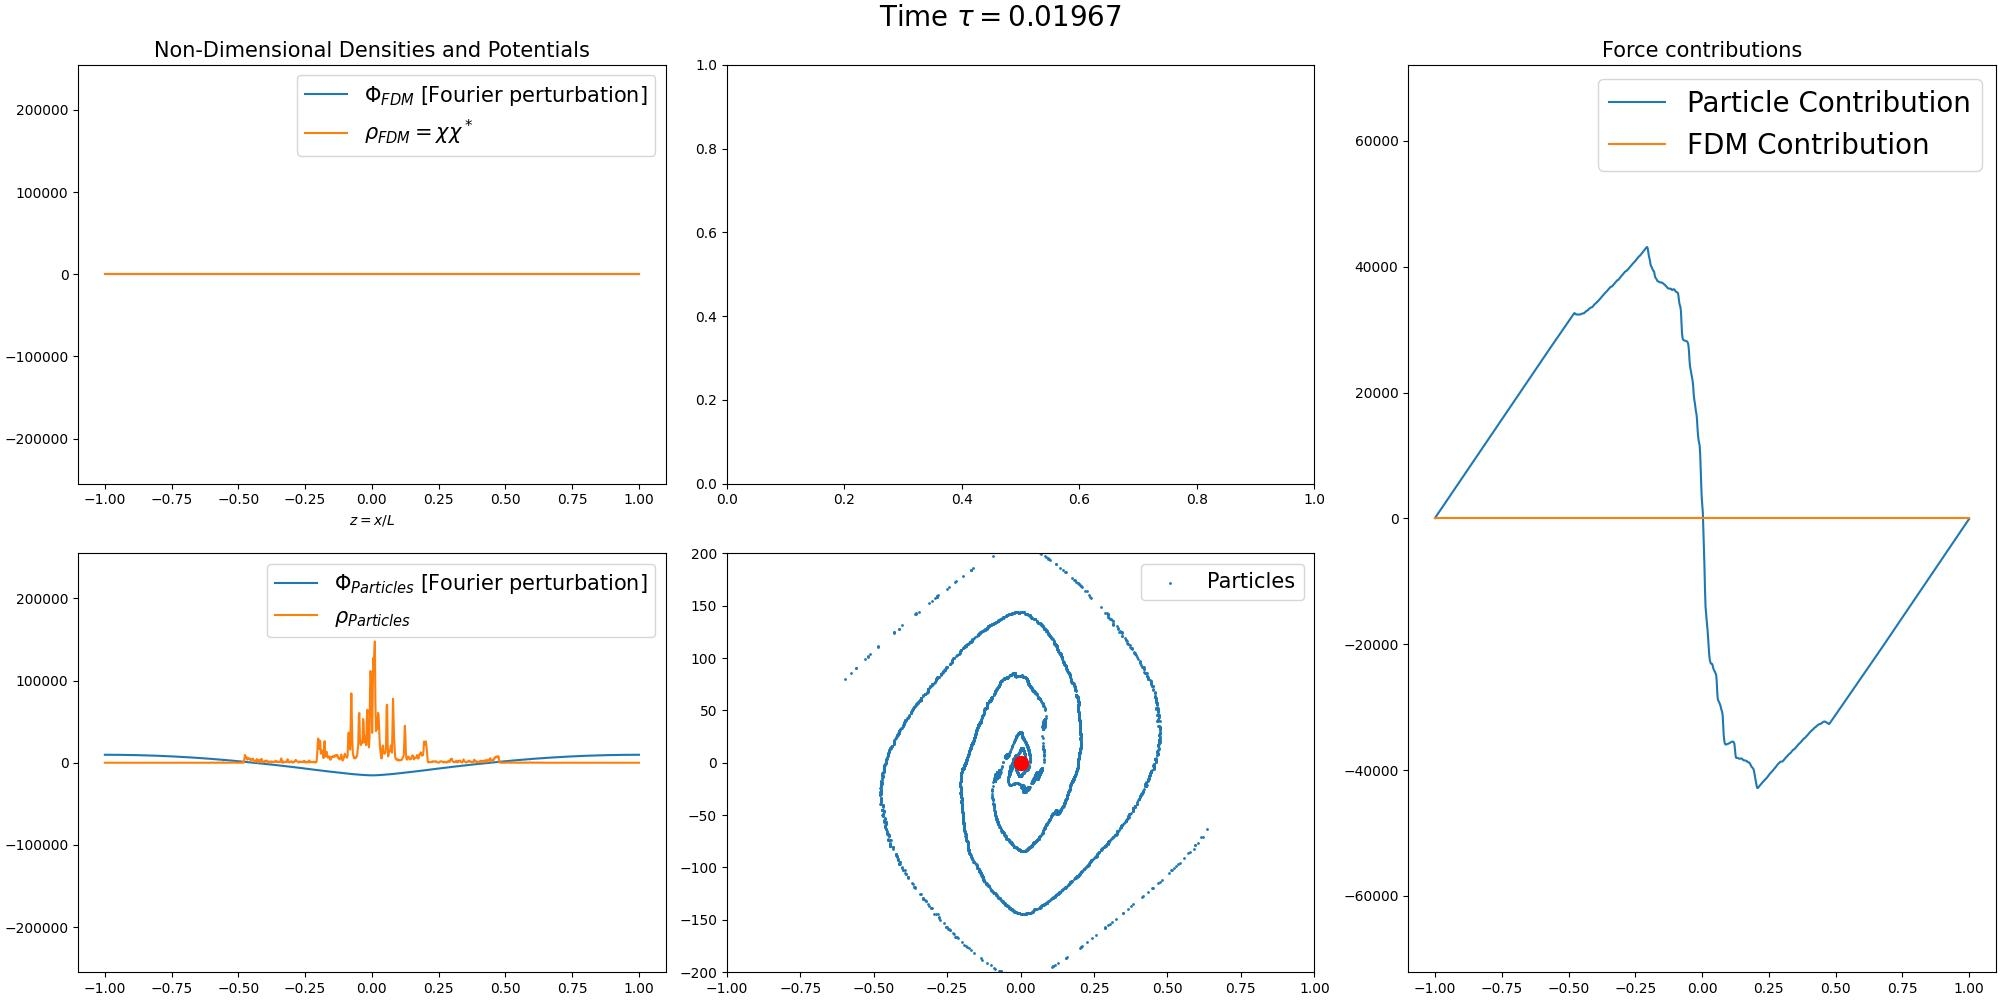 Time τ = 0.01967
Non-Dimensional Densities and Potentials
200000
100000
0
−100000
−200000
Φ_FDM [Fourier perturbation]
ρ_FDM = χχ*
−1.00 −0.75 −0.50 −0.25 0.00 0.25 0.50 0.75 1.00
z = x/L
1.0
0.8
0.6
0.4
0.2
0.0
0.0 0.2 0.4 0.6 0.8 1.0
Force contributions
Particle Contribution
FDM Contribution
60000
40000
20000
0
−20000
−40000
−60000
−1.00 −0.75 −0.50 −0.25 0.00 0.25 0.50 0.75 1.00
200000
100000
0
−100000
−200000
Φ_Particles [Fourier perturbation]
ρ_Particles
−1.00 −0.75 −0.50 −0.25 0.00 0.25 0.50 0.75 1.00
200
150
100
50
0
−50
−100
−150
−200
Particles
−1.00 −0.75 −0.50 −0.25 0.00 0.25 0.50 0.75 1.00